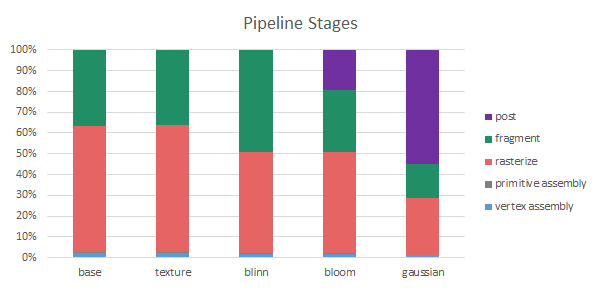 Pipeline Stages
100%
90%
80%
70%
60%
50%
40%
30%
20%
10%
0%
base texture blinn bloom gaussian
post
fragment
rasterize
primitive assembly
vertex assembly